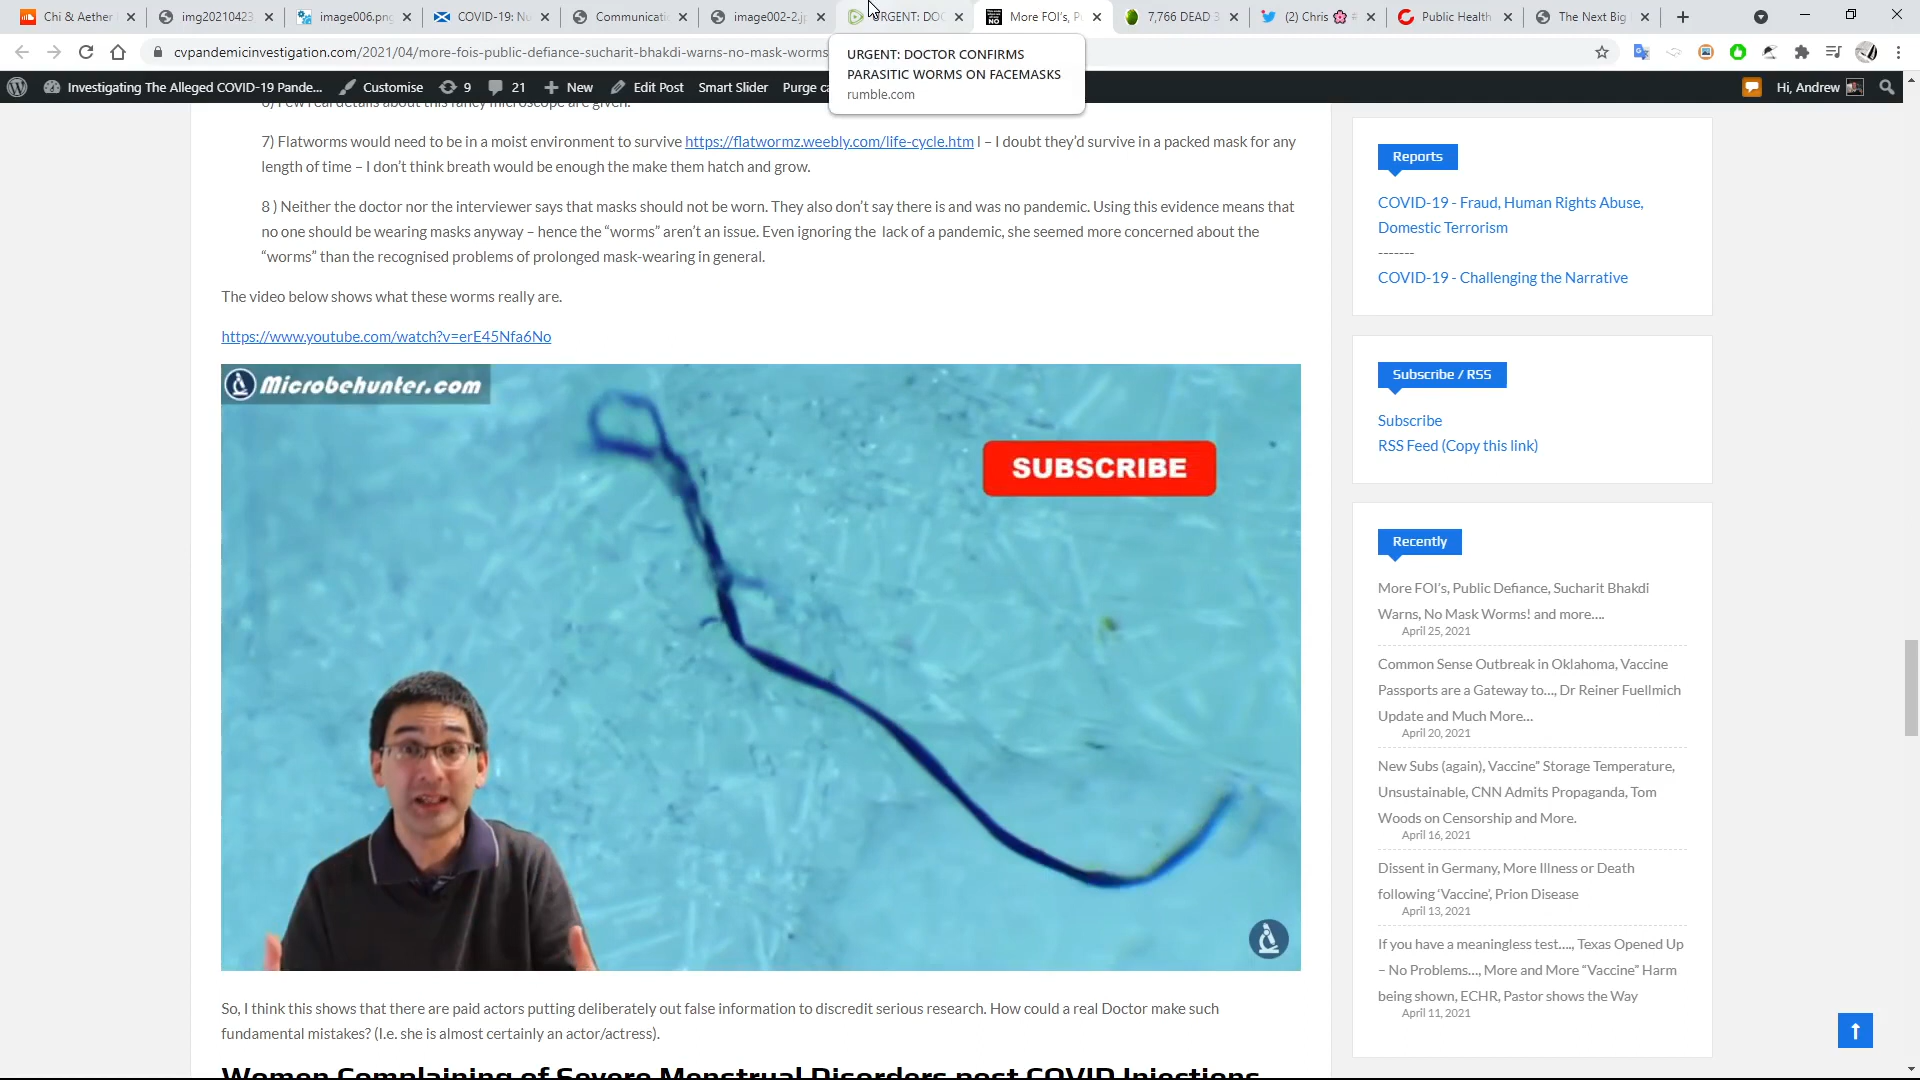 Chi & Aether
img20210423
image006.png
COVID-19: Nu
Communicatio
image002-2.jp
URGENT: DOC
More FOI's, P
7,766 DEAD 3
(2) Chris
Public Health
The Next Big
cvpandemicinvestigation.com/2021/04/more-fois-public-defiance-sucharit-bhakdi-warns-no-mask-worms
URGENT: DOCTOR CONFIRMS
PARASITIC WORMS ON FACEMASKS
rumble.com
Investigating The Alleged COVID-19 Pande...
Customise
9
21
New
Edit Post
Smart Slider
Purge ca
Hi, Andrew
6) Few real details about this fancy microscope are given.
7) Flatworms would need to be in a moist environment to survive https://flatwormz.weebly.com/life-cycle.htm l – I doubt they’d survive in a packed mask for any
length of time – I don’t think breath would be enough the make them hatch and grow.
8 ) Neither the doctor nor the interviewer says that masks should not be worn. They also don’t say there is and was no pandemic. Using this evidence means that
no one should be wearing masks anyway – hence the “worms” aren’t an issue. Even ignoring the lack of a pandemic, she seemed more concerned about the
“worms” than the recognised problems of prolonged mask-wearing in general.
The video below shows what these worms really are.
https://www.youtube.com/watch?v=erE45Nfa6No
Microbehunter.com
SUBSCRIBE
So, I think this shows that there are paid actors putting deliberately out false information to discredit serious research. How could a real Doctor make such
fundamental mistakes? (I.e. she is almost certainly an actor/actress).
Women Complaining of Severe Menstrual Disorders post COVID Injections
Reports
COVID-19 - Fraud, Human Rights Abuse,
Domestic Terrorism
-------
COVID-19 - Challenging the Narrative
Subscribe / RSS
Subscribe
RSS Feed (Copy this link)
Recently
More FOI’s, Public Defiance, Sucharit Bhakdi
Warns, No Mask Worms! and more….
April 25, 2021
Common Sense Outbreak in Oklahoma, Vaccine
Passports are a Gateway to…, Dr Reiner Fuellmich
Update and Much More…
April 20, 2021
New Subs (again), Vaccine” Storage Temperature,
Unsustainable, CNN Admits Propaganda, Tom
Woods on Censorship and More.
April 16, 2021
Dissent in Germany, More Illness or Death
following ‘Vaccine’, Prion Disease
April 13, 2021
If you have a meaningless test…., Texas Opened Up
– No Problems…, More and More “Vaccine” Harm
being shown, ECHR, Pastor shows the Way
April 11, 2021